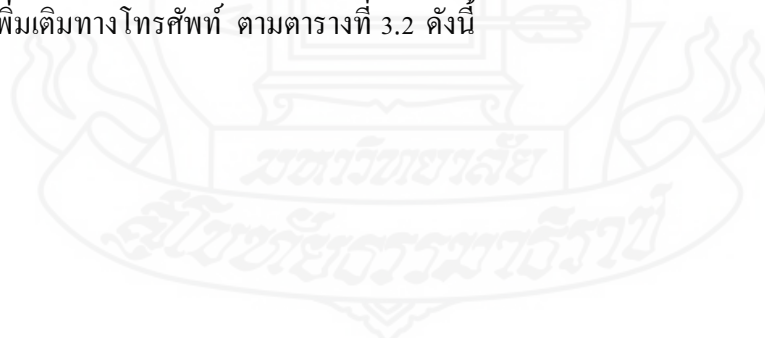 พิ่มเติมทางโทรศัพท์ ตามตารางที่ 3.2 ดังนี้
มหาวิทยาลัย
สุโขทัยธรรมาธิราช